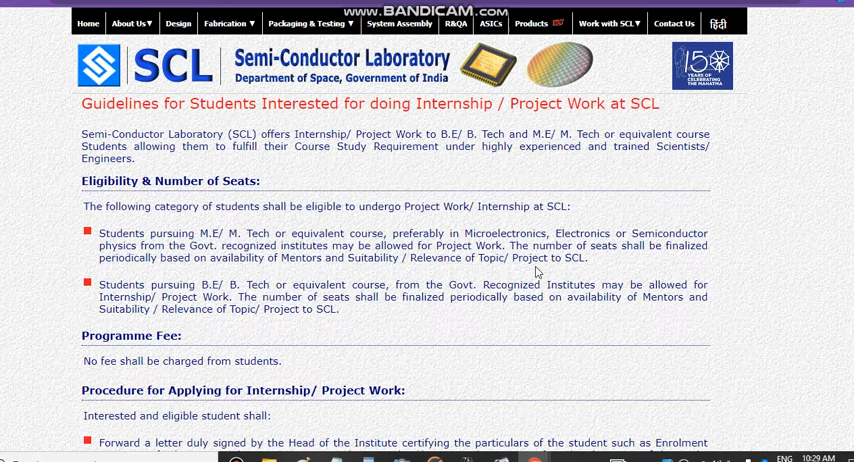 WWW.BANDICAM.COM
Home About Us▼ Design Fabrication ▼ Packaging & Testing ▼ System Assembly R&QA ASICs Products Work with SCL▼ Contact Us हिंदी
SCL Semi-Conductor Laboratory
Department of Space, Government of India
150
YEARS OF
CELEBRATING
THE MAHATMA
Guidelines for Students Interested for doing Internship / Project Work at SCL
Semi-Conductor Laboratory (SCL) offers Internship/ Project Work to B.E/ B. Tech and M.E/ M. Tech or equivalent course
Students allowing them to fulfill their Course Study Requirement under highly experienced and trained Scientists/
Engineers.
Eligibility & Number of Seats:
The following category of students shall be eligible to undergo Project Work/ Internship at SCL:
Students pursuing M.E/ M. Tech or equivalent course, preferably in Microelectronics, Electronics or Semiconductor
physics from the Govt. recognized institutes may be allowed for Project Work. The number of seats shall be finalized
periodically based on availability of Mentors and Suitability / Relevance of Topic/ Project to SCL.
Students pursuing B.E/ B. Tech or equivalent course, from the Govt. Recognized Institutes may be allowed for
Internship/ Project Work. The number of seats shall be finalized periodically based on availability of Mentors and
Suitability / Relevance of Topic/ Project to SCL.
Programme Fee:
No fee shall be charged from students.
Procedure for Applying for Internship/ Project Work:
Interested and eligible student shall:
Forward a letter duly signed by the Head of the Institute certifying the particulars of the student such as Enrolment
ENG 10:29 AM